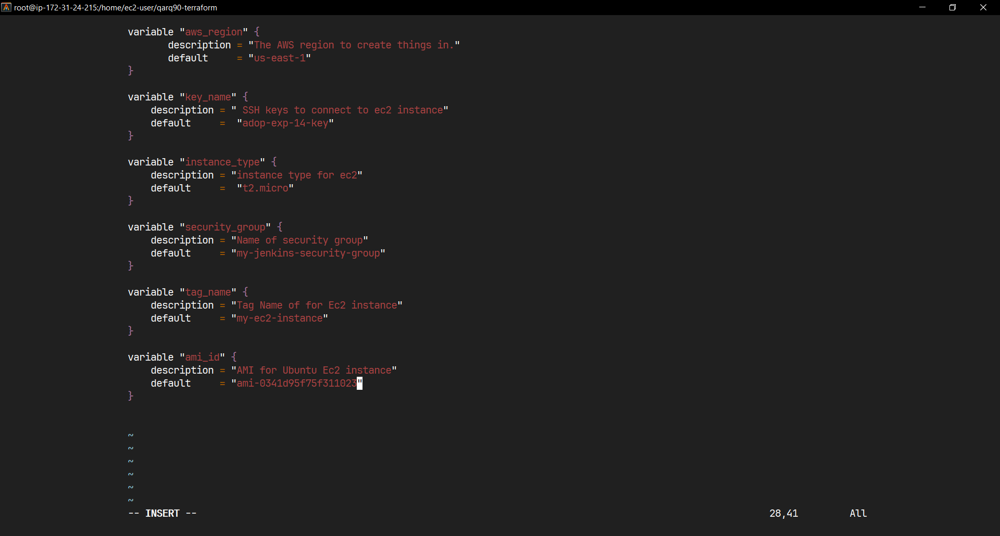 root@ip-172-31-24-215:/home/ec2-user/qarq90-terraform
variable "aws_region" {
        description = "The AWS region to create things in."
        default     = "us-east-1"
}
variable "key_name" {
    description = " SSH keys to connect to ec2 instance"
    default     =  "adop-exp-14-key"
}
variable "instance_type" {
    description = "instance type for ec2"
    default     =  "t2.micro"
}
variable "security_group" {
    description = "Name of security group"
    default     = "my-jenkins-security-group"
}
variable "tag_name" {
    description = "Tag Name of for Ec2 instance"
    default     = "my-ec2-instance"
}
variable "ami_id" {
    description = "AMI for Ubuntu Ec2 instance"
    default     = "ami-0341d95f75f311023"
}
~
~
~
~
~
~
-- INSERT -- 28,41 All